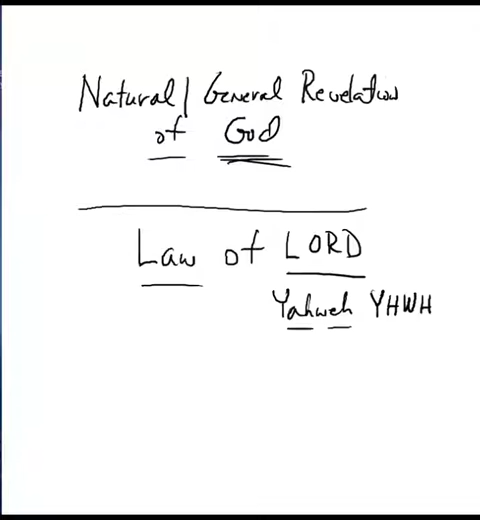 Natural/General Revelation
of God
Law of LORD
Yahweh YHWH